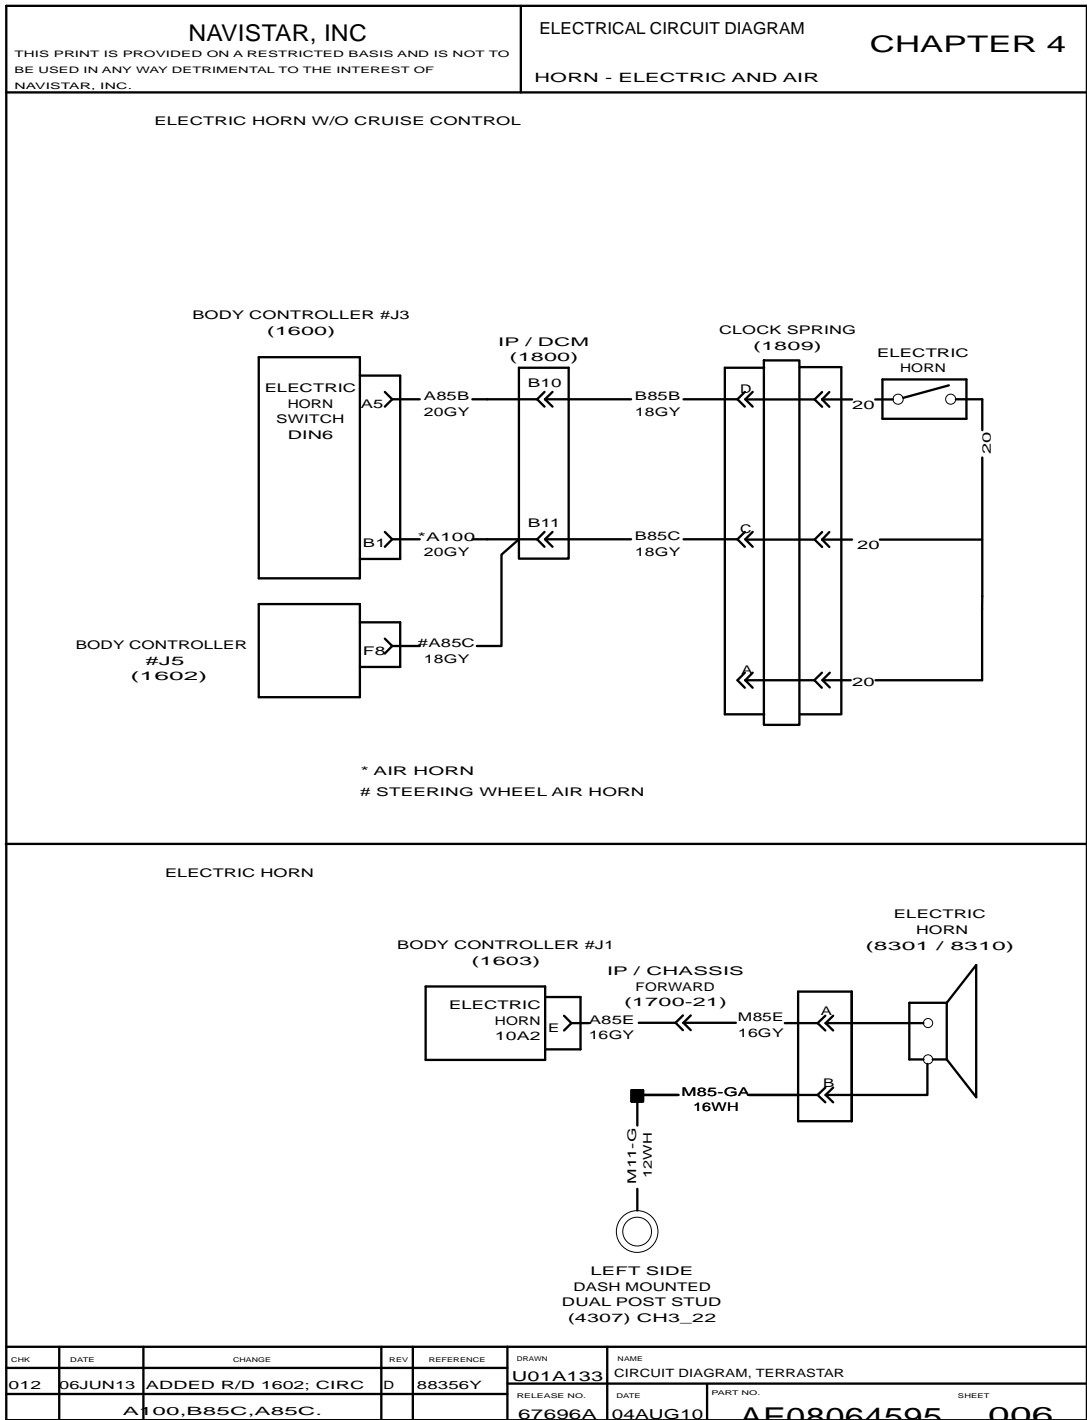 NAVISTAR, INC
THIS PRINT IS PROVIDED ON A RESTRICTED BASIS AND IS NOT TO
BE USED IN ANY WAY DETRIMENTAL TO THE INTEREST OF
NAVISTAR, INC.
ELECTRICAL CIRCUIT DIAGRAM
CHAPTER 4
HORN - ELECTRIC AND AIR
ELECTRIC HORN W/O CRUISE CONTROL
BODY CONTROLLER #J3
(1600)
ELECTRIC
HORN
SWITCH
DIN6
A5
A85B
20GY
B1
*A100
20GY
IP / DCM
(1800)
B10
B11
B85B
18GY
B85C
18GY
CLOCK SPRING
(1809)
D
C
A
20
20
20
ELECTRIC
HORN
20
BODY CONTROLLER
#J5
(1602)
F8
#A85C
18GY
* AIR HORN
# STEERING WHEEL AIR HORN
ELECTRIC HORN
BODY CONTROLLER #J1
(1603)
ELECTRIC
HORN
10A2
E
A85E
16GY
IP / CHASSIS
FORWARD
(1700-21)
M85E
16GY
A
B
ELECTRIC
HORN
(8301 / 8310)
M85-GA
16WH
M11-G
12WH
LEFT SIDE
DASH MOUNTED
DUAL POST STUD
(4307) CH3_22
CHK DATE CHANGE REV REFERENCE
012 06JUN13 ADDED R/D 1602; CIRC D 88356Y
A100,B85C,A85C.
DRAWN
U01A133
NAME
CIRCUIT DIAGRAM, TERRASTAR
RELEASE NO.
67696A
DATE
04AUG10
PART NO.
AE08064595
SHEET
006